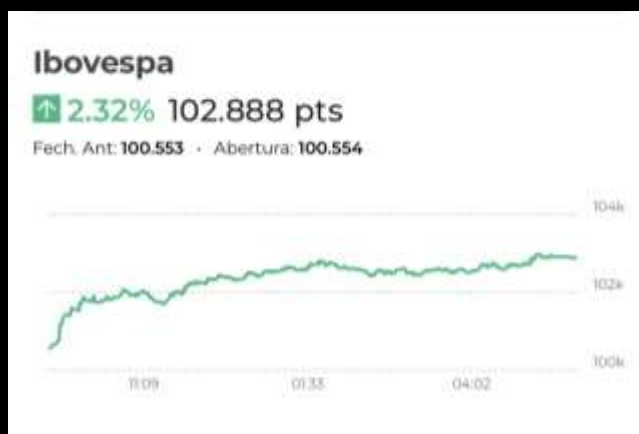 Ibovespa
2.32% 102.888 pts
Fech. Ant: 100.553 · Abertura: 100.554
104k
102k
100k
11:09 01:33 04:02